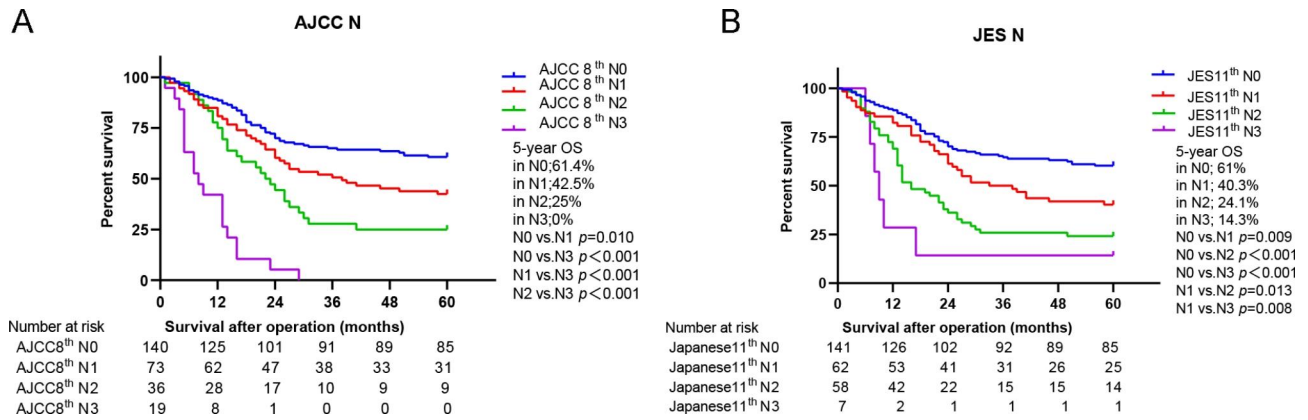 A
AJCC N
Percent survival
100
75
50
25
0
0 12 24 36 48 60
Survival after operation (months)
AJCC 8th N0
AJCC 8th N1
AJCC 8th N2
AJCC 8th N3
5-year OS
in N0;61.4%
in N1;42.5%
in N2;25%
in N3;0%
N0 vs.N1 p=0.010
N0 vs.N3 p<0.001
N1 vs.N3 p<0.001
N2 vs.N3 p<0.001
Number at risk
AJCC8th N0 140 125 101 91 89 85
AJCC8th N1 73 62 47 38 33 31
AJCC8th N2 36 28 17 10 9 9
AJCC8th N3 19 8 1 0 0 0
B
JES N
Percent survival
100
75
50
25
0
0 12 24 36 48 60
Survival after operation (months)
JES11th N0
JES11th N1
JES11th N2
JES11th N3
5-year OS
in N0; 61%
in N1; 40.3%
in N2; 24.1%
in N3; 14.3%
N0 vs.N1 p=0.009
N0 vs.N2 p<0.001
N0 vs.N3 p<0.001
N1 vs.N2 p=0.013
N1 vs.N3 p=0.008
Number at risk
Japanese11th N0 141 126 102 92 89 85
Japanese11th N1 62 53 41 31 26 25
Japanese11th N2 58 42 22 15 15 14
Japanese11th N3 7 2 1 1 1 1